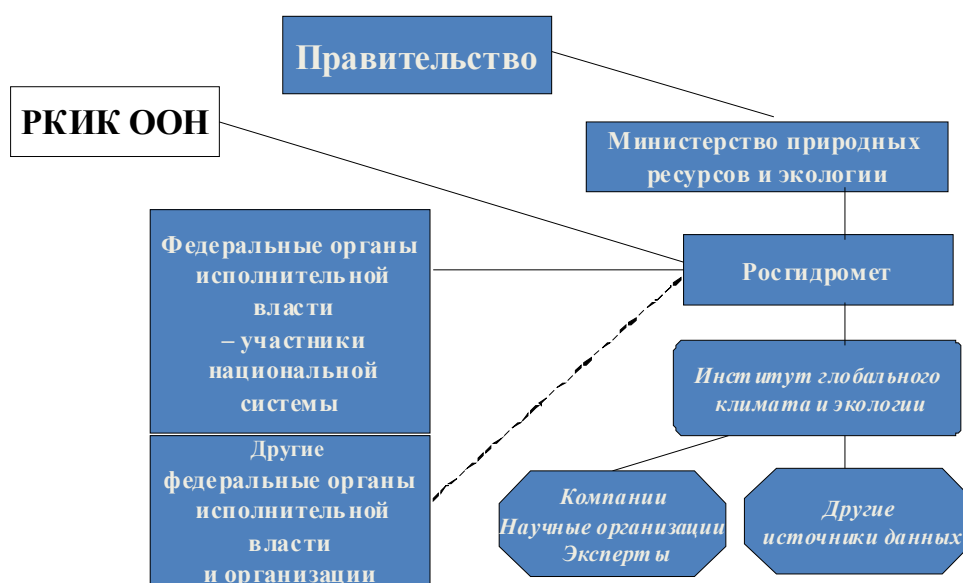 Правительство
РКИК ООН
Министерство природных
ресурсов и экологии
Федеральные органы
исполнительной
власти
– участники
национальной
системы
Росгидромет
Институт глобального
климата и экологии
Другие
федеральные органы
исполнительной
власти
и организации
Компании
Научные организации
Эксперты
Другие
источники данных